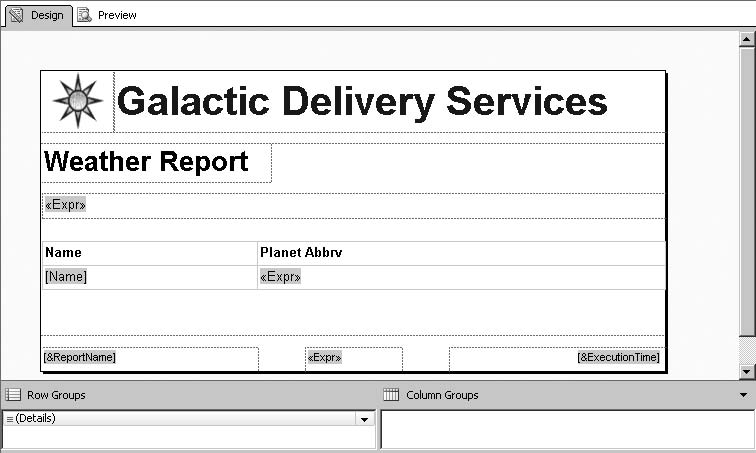 Design Preview
Galactic Delivery Services
Weather Report
«Expr»
Name Planet Abbrv
[Name] «Expr»
[&ReportName] «Expr» [&ExecutionTime]
Row Groups Column Groups
(Details)